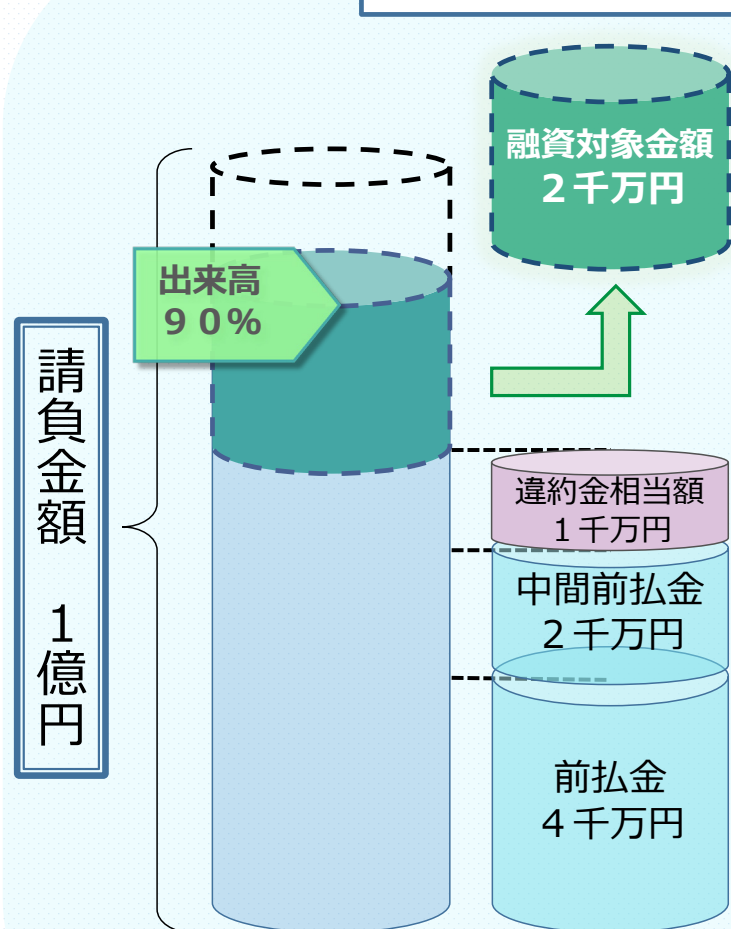 融資対象金額
２千万円
出来高
９０%
請負金額　１億円
違約金相当額
１千万円
中間前払金
２千万円
前払金
４千万円